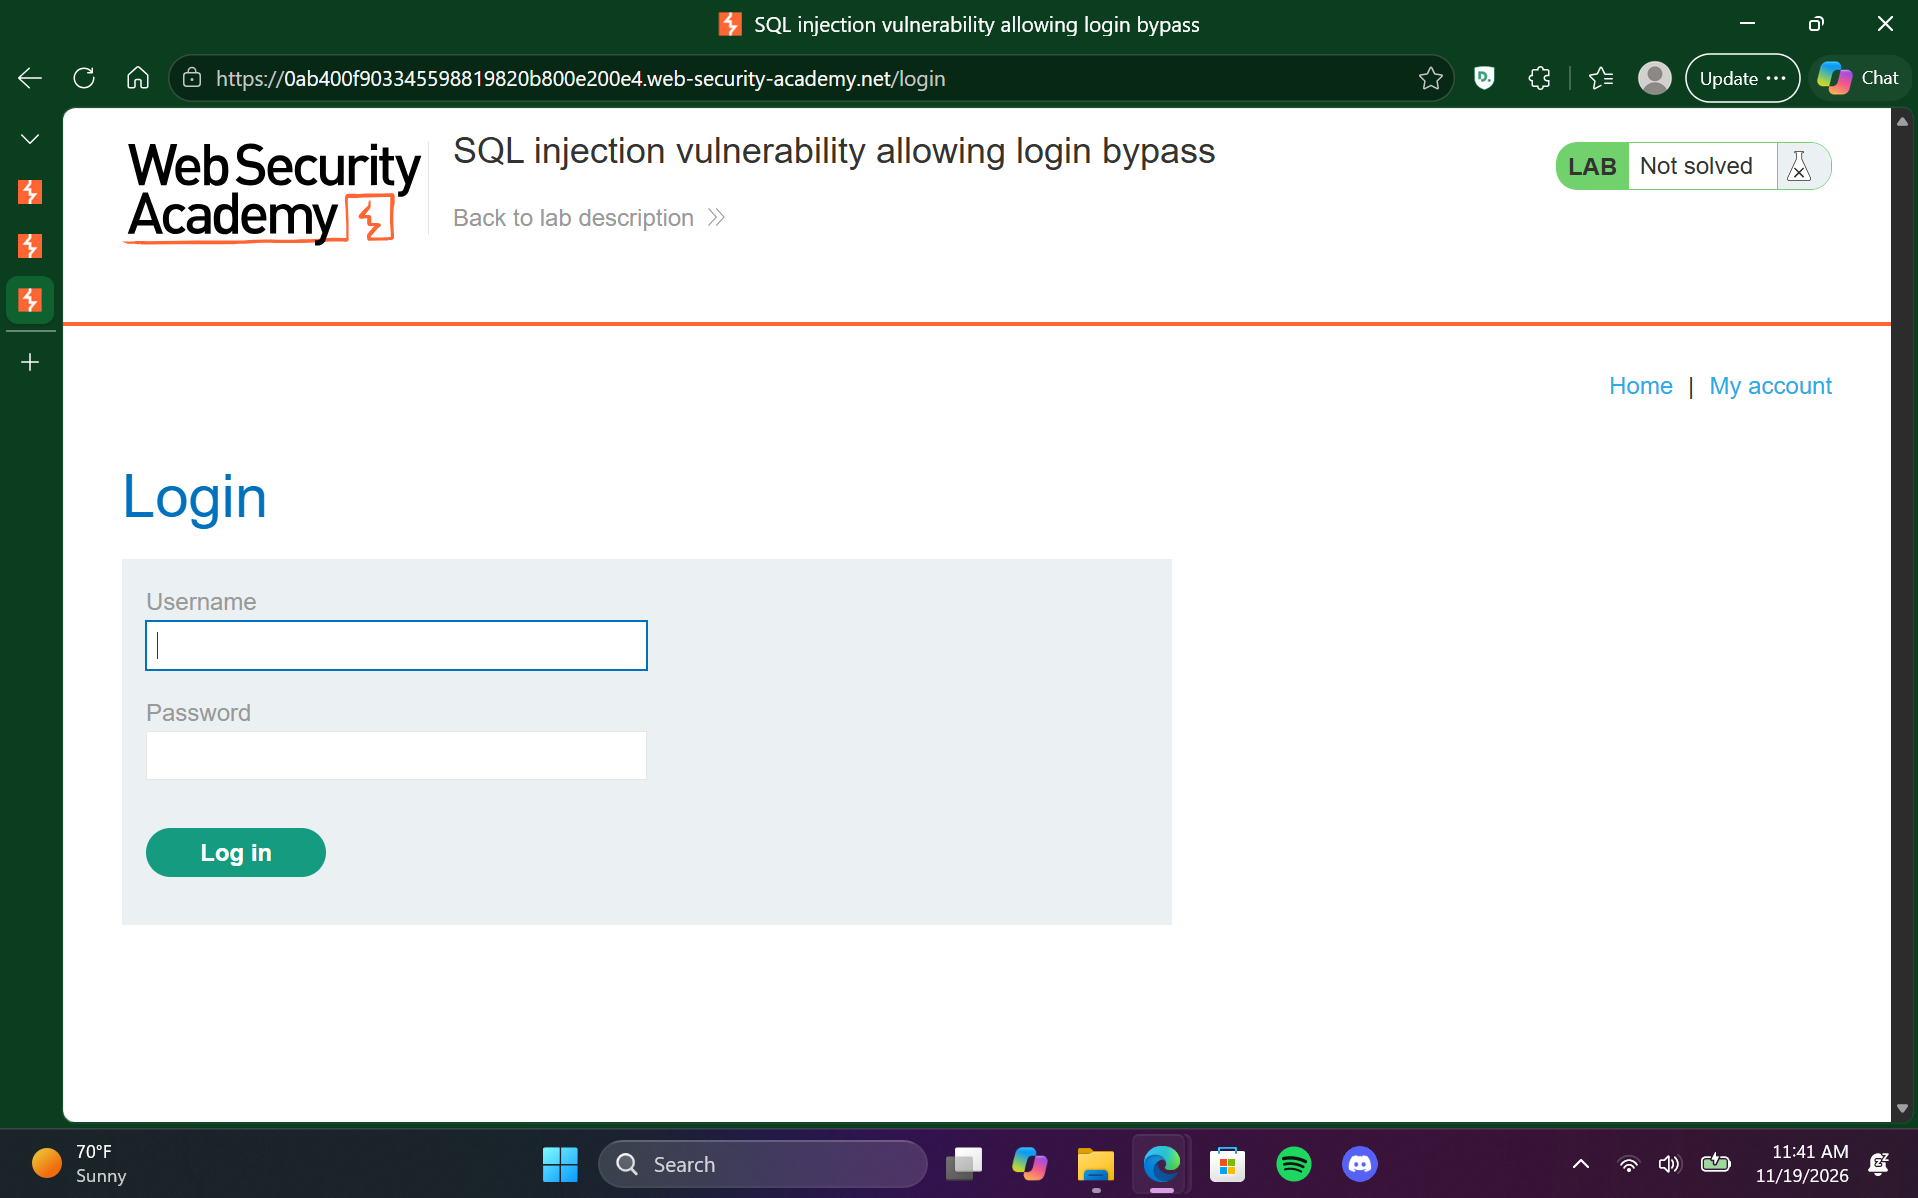 SQL injection vulnerability allowing login bypass
https://0ab400f903345598819820b800e200e4.web-security-academy.net/login
D.
Update
Chat
Web Security
Academy
SQL injection vulnerability allowing login bypass
Back to lab description
LAB Not solved
Home | My account
Login
Username
Password
Log in
70°F
Sunny
Search
11:41 AM
11/19/2026